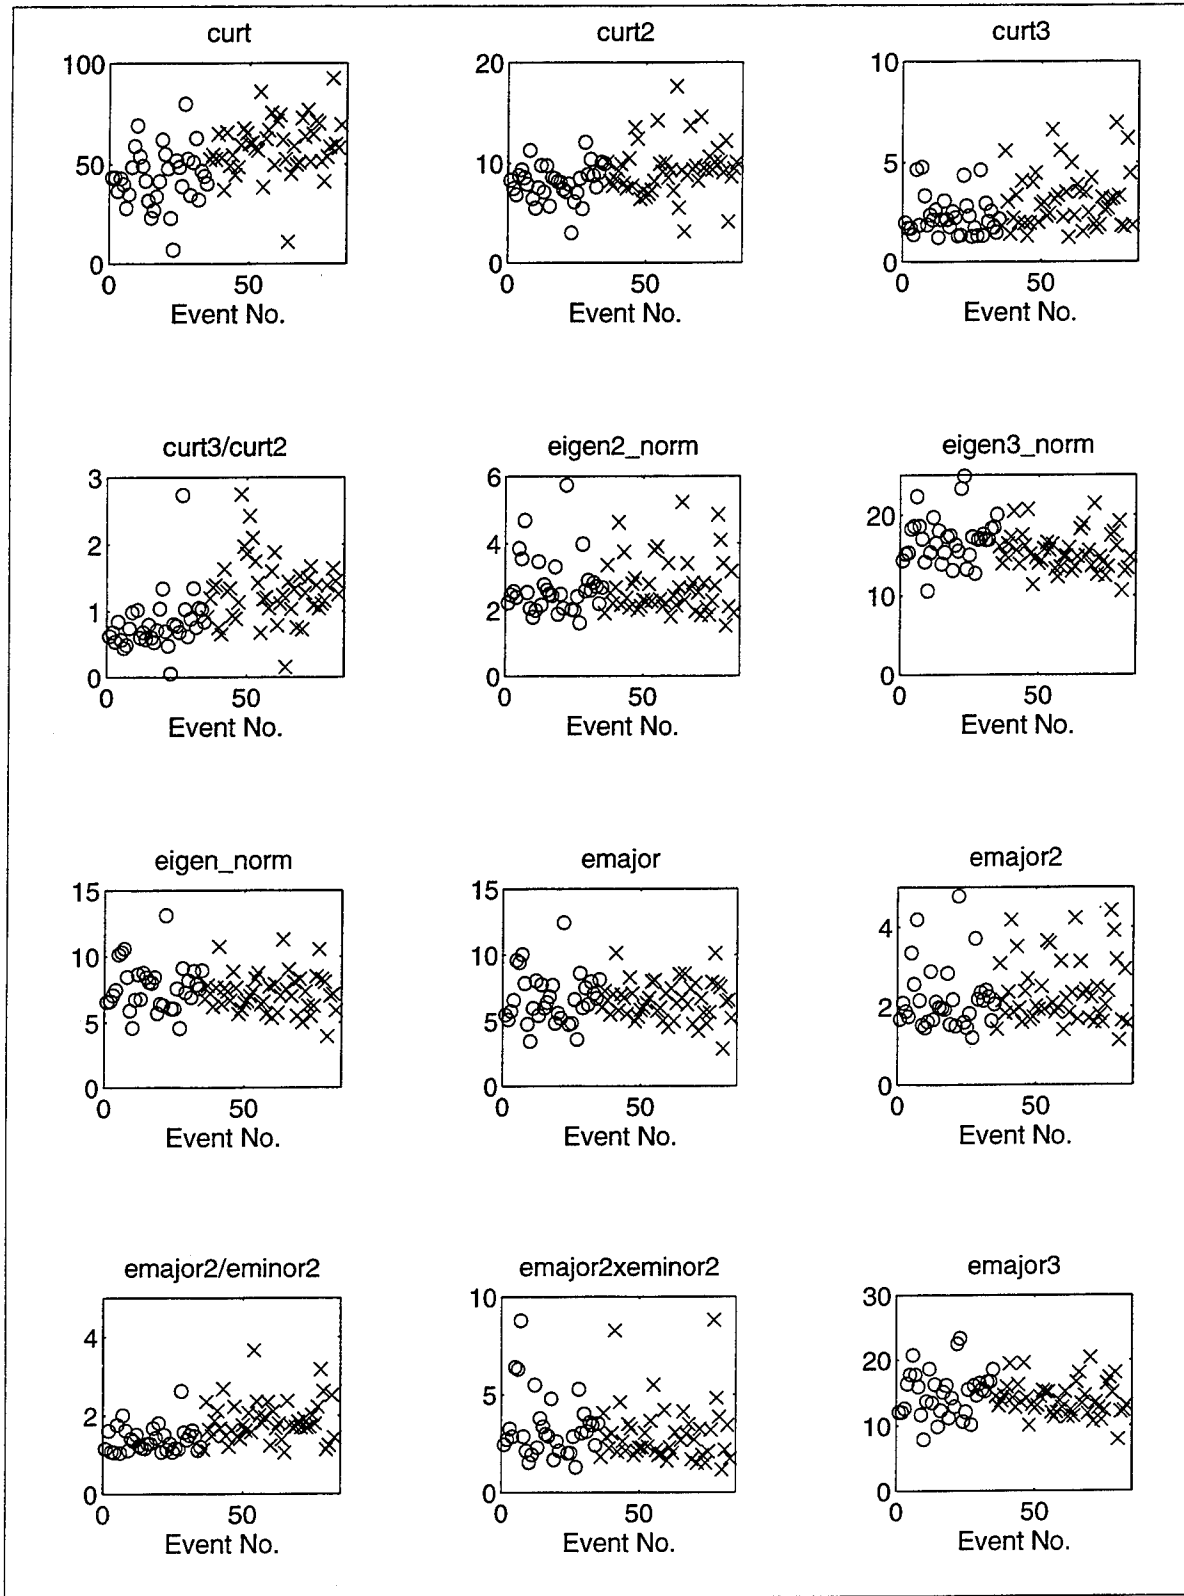 curt
curt2
curt3
100
50
0
0
50
Event No.
20
10
0
0
50
Event No.
10
5
0
0
50
Event No.
curt3/curt2
eigen2_norm
eigen3_norm
3
2
1
0
0
50
Event No.
6
4
2
0
0
50
Event No.
20
10
0
0
50
Event No.
eigen_norm
emajor
emajor2
15
10
5
0
0
50
Event No.
15
10
5
0
0
50
Event No.
4
2
0
0
50
Event No.
emajor2/eminor2
emajor2xeminor2
emajor3
4
2
0
0
50
Event No.
10
5
0
0
50
Event No.
30
20
10
0
0
50
Event No.